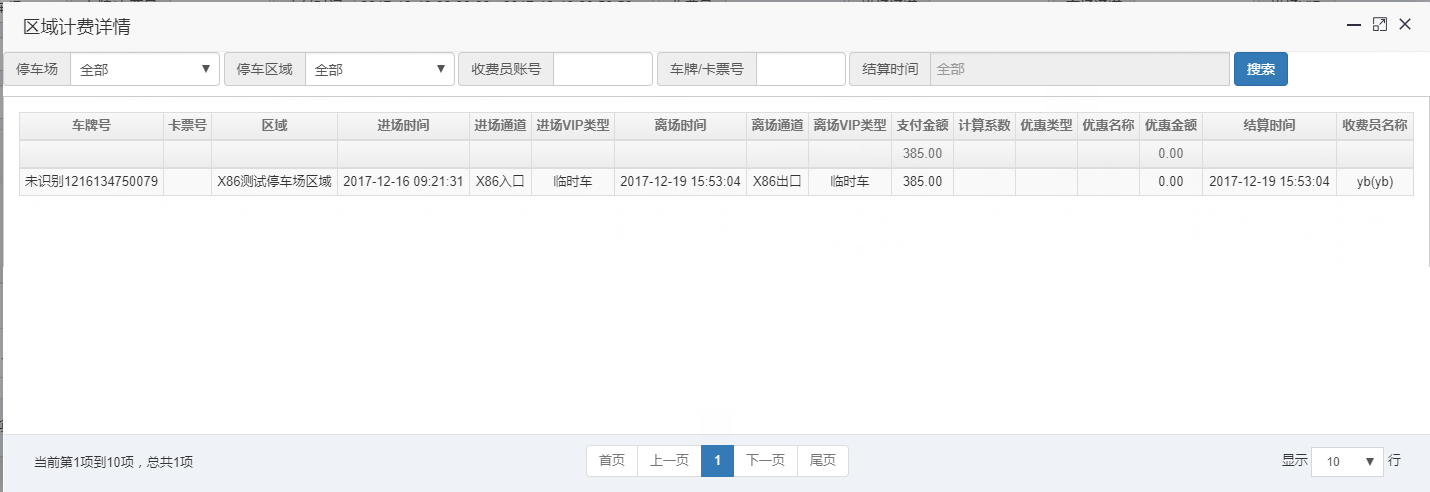 区域计费详情
停车场 全部 停车区域 全部 收费员账号 车牌/卡票号 结算时间 全部 搜索
车牌号 卡票号 区域 进场时间 进场通道 进场VIP类型 离场时间 离场通道 离场VIP类型 支付金额 计算系数 优惠类型 优惠名称 优惠金额 结算时间 收费员名称
385.00 0.00
未识别1216134750079 X86测试停车场区域 2017-12-16 09:21:31 X86入口 临时车 2017-12-19 15:53:04 X86出口 临时车 385.00 0.00 2017-12-19 15:53:04 yb(yb)
当前第1项到10项，总共1项 首页 上一页 1 下一页 尾页 显示 10 行